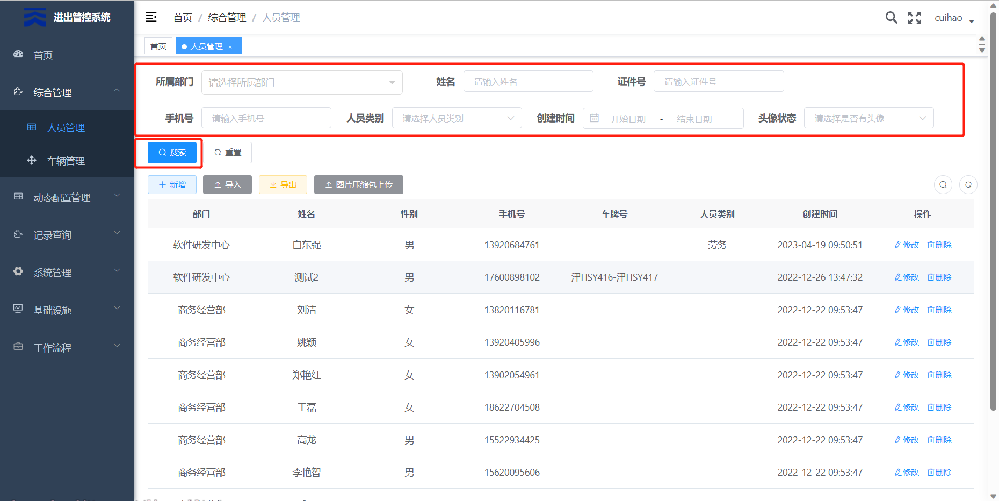 进出管控系统
首页
综合管理
人员管理
车辆管理
动态配置管理
记录查询
系统管理
基础设施
工作流程
首页 / 综合管理 / 人员管理
cuihao
首页
人员管理 ×
所属部门 请选择所属部门 姓名 请输入姓名 证件号 请输入证件号
手机号 请输入手机号 人员类别 请选择人员类别 创建时间 开始日期 - 结束日期 头像状态 请选择是否有头像
搜索 重置
新增 导入 导出 图片压缩包上传
部门 姓名 性别 手机号 车牌号 人员类别 创建时间 操作
软件研发中心 白东强 男 13920684761 劳务 2023-04-19 09:50:51 修改 删除
软件研发中心 测试2 男 17600898102 津HSY416-津HSY417 2022-12-26 13:47:32 修改 删除
商务经营部 刘洁 女 13820116781 2022-12-22 09:53:47 修改 删除
商务经营部 姚颖 女 13920405996 2022-12-22 09:53:47 修改 删除
商务经营部 郑艳红 女 13902054961 2022-12-22 09:53:47 修改 删除
商务经营部 王磊 女 18622704508 2022-12-22 09:53:47 修改 删除
商务经营部 高龙 男 15522934425 2022-12-22 09:53:47 修改 删除
商务经营部 李艳智 男 15620095606 2022-12-22 09:53:47 修改 删除